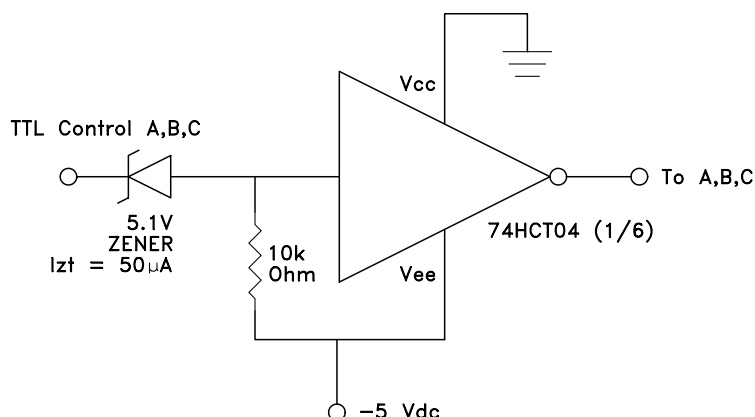 Vcc
TTL Control A,B,C
To A,B,C
5.1V
ZENER
Izt = 50µA
10k
Ohm
74HCT04 (1/6)
Vee
-5 Vdc